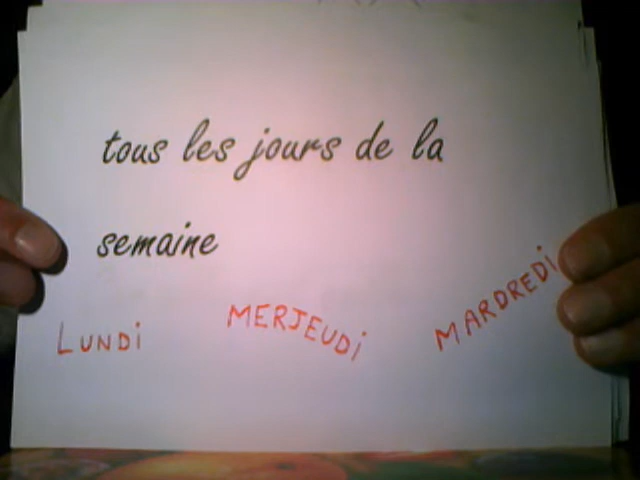 tous les jours de la
semaine
LUNDi
MERJEUDi
MARDREDi